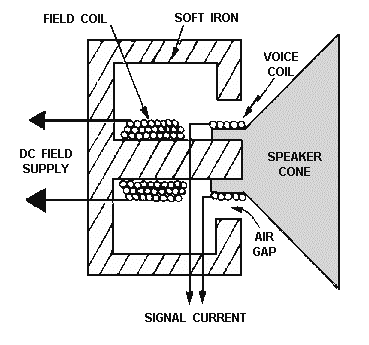 FIELD COIL
SOFT IRON
VOICE
COIL
DC FIELD
SUPPLY
SPEAKER
CONE
AIR
GAP
SIGNAL CURRENT